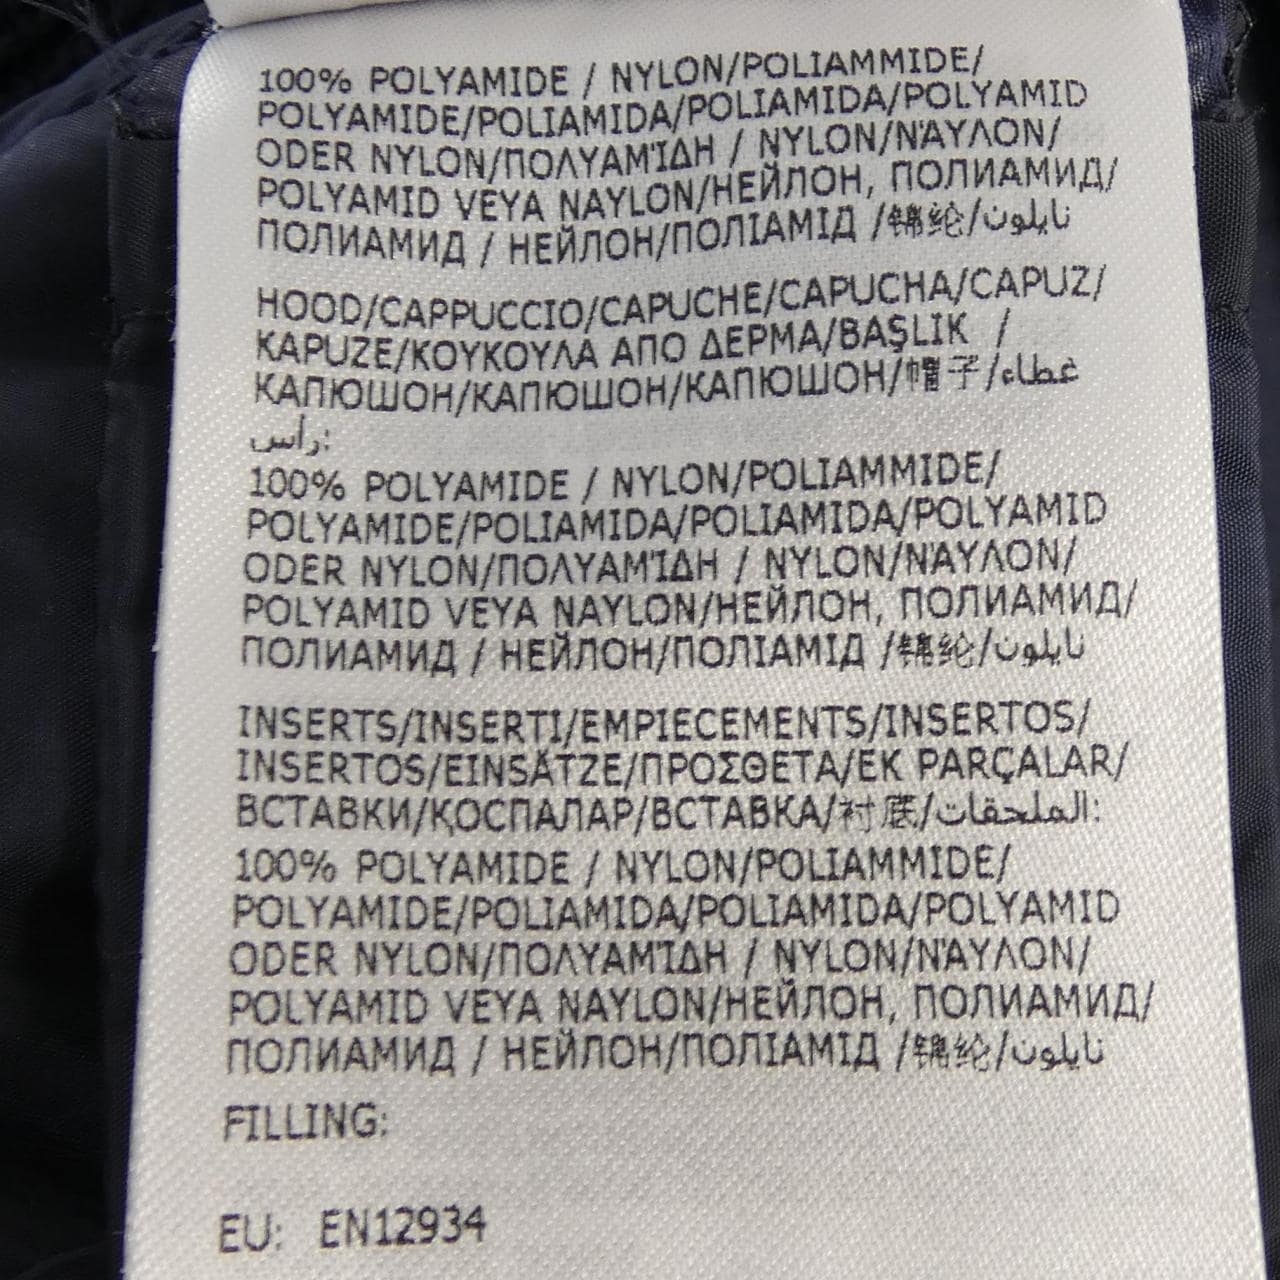 100% POLYAMIDE / NYLON/POLIAMMIDE/
POLYAMIDE/POLIAMIDA/POLIAMIDA/POLYAMID
ODER NYLON/ΠΟΛΥΑΜΊΔΗ / NYLON/ΝΆΥΛΟΝ/
POLYAMID VEYA NAYLON/НЕЙЛОН, ПОЛИАМИД/
ПОЛИАМИД / НЕЙЛОН/ПОЛІАМІД /锦纶/نايلون
HOOD/CAPPUCCIO/CAPUCHE/CAPUCHA/CAPUZ/
KAPUZE/ΚΟΥΚΟΥΛΑ ΑΠΟ ΔΕΡΜΑ/BAŞLIK /
КАПЮШОН/КАПЮШОН/КАПЮШОН/帽子/غطاء
رأس:
100% POLYAMIDE / NYLON/POLIAMMIDE/
POLYAMIDE/POLIAMIDA/POLIAMIDA/POLYAMID
ODER NYLON/ΠΟΛΥΑΜΊΔΗ / NYLON/ΝΆΥΛΟΝ/
POLYAMID VEYA NAYLON/НЕЙЛОН, ПОЛИАМИД/
ПОЛИАМИД / НЕЙЛОН/ПОЛІАМІД /锦纶/نايلون
INSERTS/INSERTI/EMPIECEMENTS/INSERTOS/
INSERTOS/EINSÄTZE/ΠΡΟΣΘΕΤΑ/EK PARÇALAR/
ВСТАВКИ/ҚОСПАЛАР/ВСТАВКА/衬底/الملحقات:
100% POLYAMIDE / NYLON/POLIAMMIDE/
POLYAMIDE/POLIAMIDA/POLIAMIDA/POLYAMID
ODER NYLON/ΠΟΛΥΑΜΊΔΗ / NYLON/ΝΆΥΛΟΝ/
POLYAMID VEYA NAYLON/НЕЙЛОН, ПОЛИАМИД/
ПОЛИАМИД / НЕЙЛОН/ПОЛІАМІД /锦纶/نايلون
FILLING:
EU: EN12934